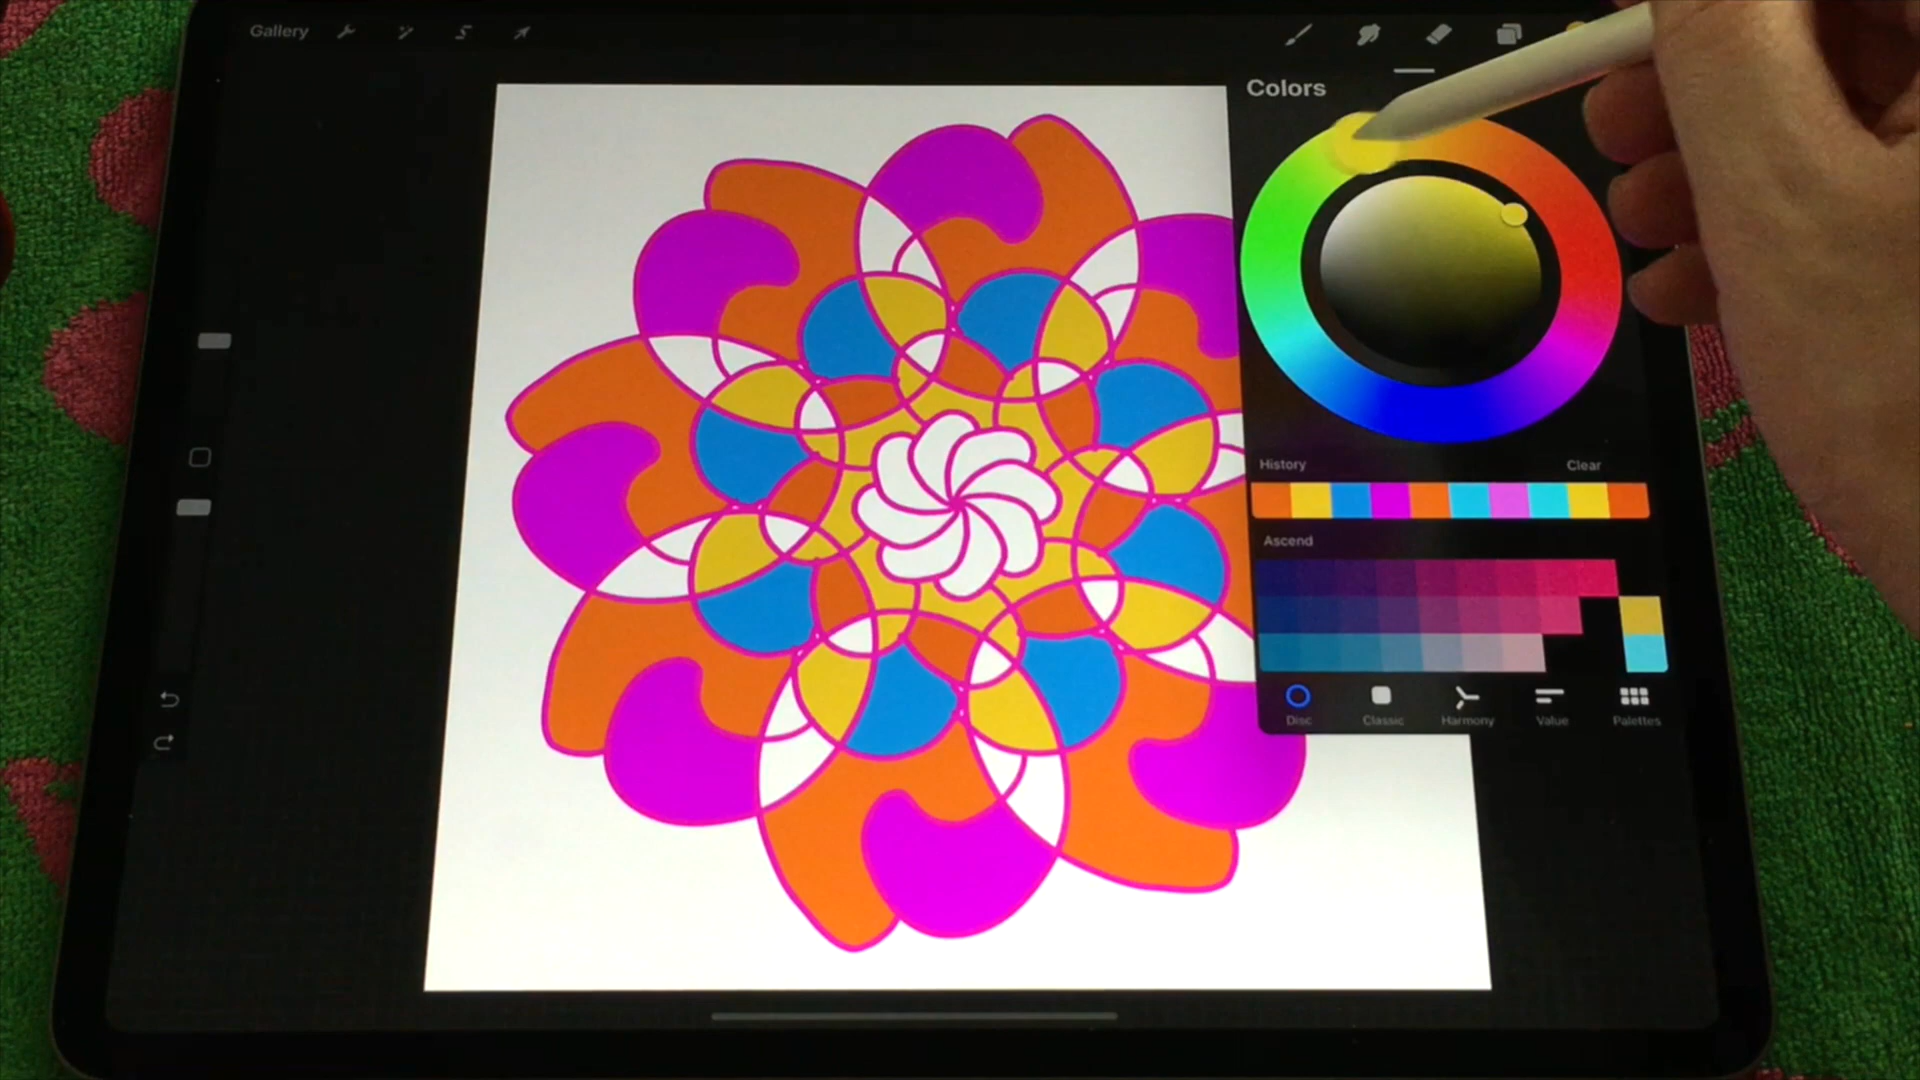 Gallery
Colors
History Clear
Ascend
Disc Classic Harmony Value Palettes